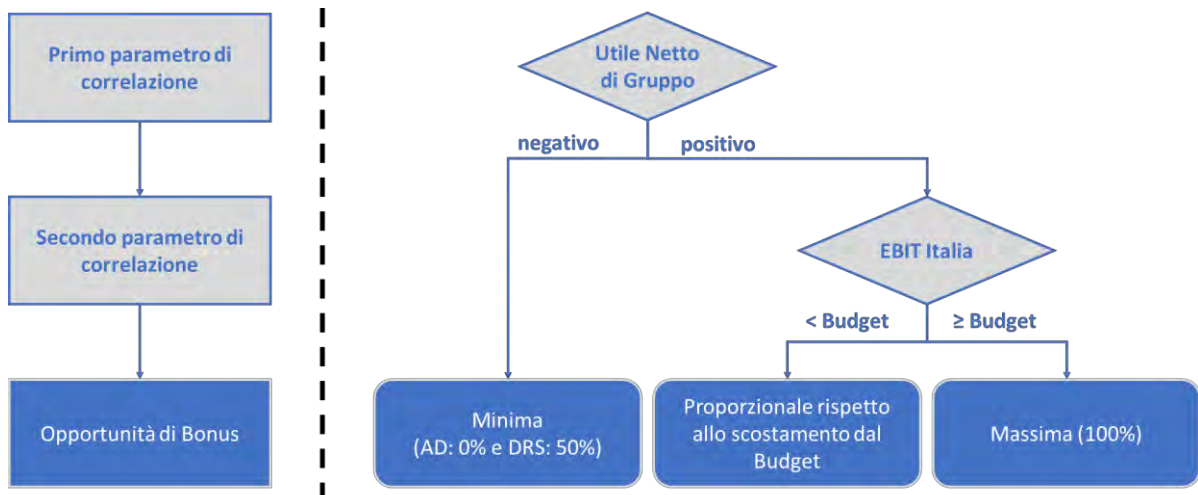 Primo parametro di
correlazione
Secondo parametro di
correlazione
Opportunità di Bonus
Utile Netto
di Gruppo
negativo
positivo
EBIT Italia
< Budget
≥ Budget
Minima
(AD: 0% e DRS: 50%)
Proporzionale rispetto
allo scostamento dal
Budget
Massima (100%)